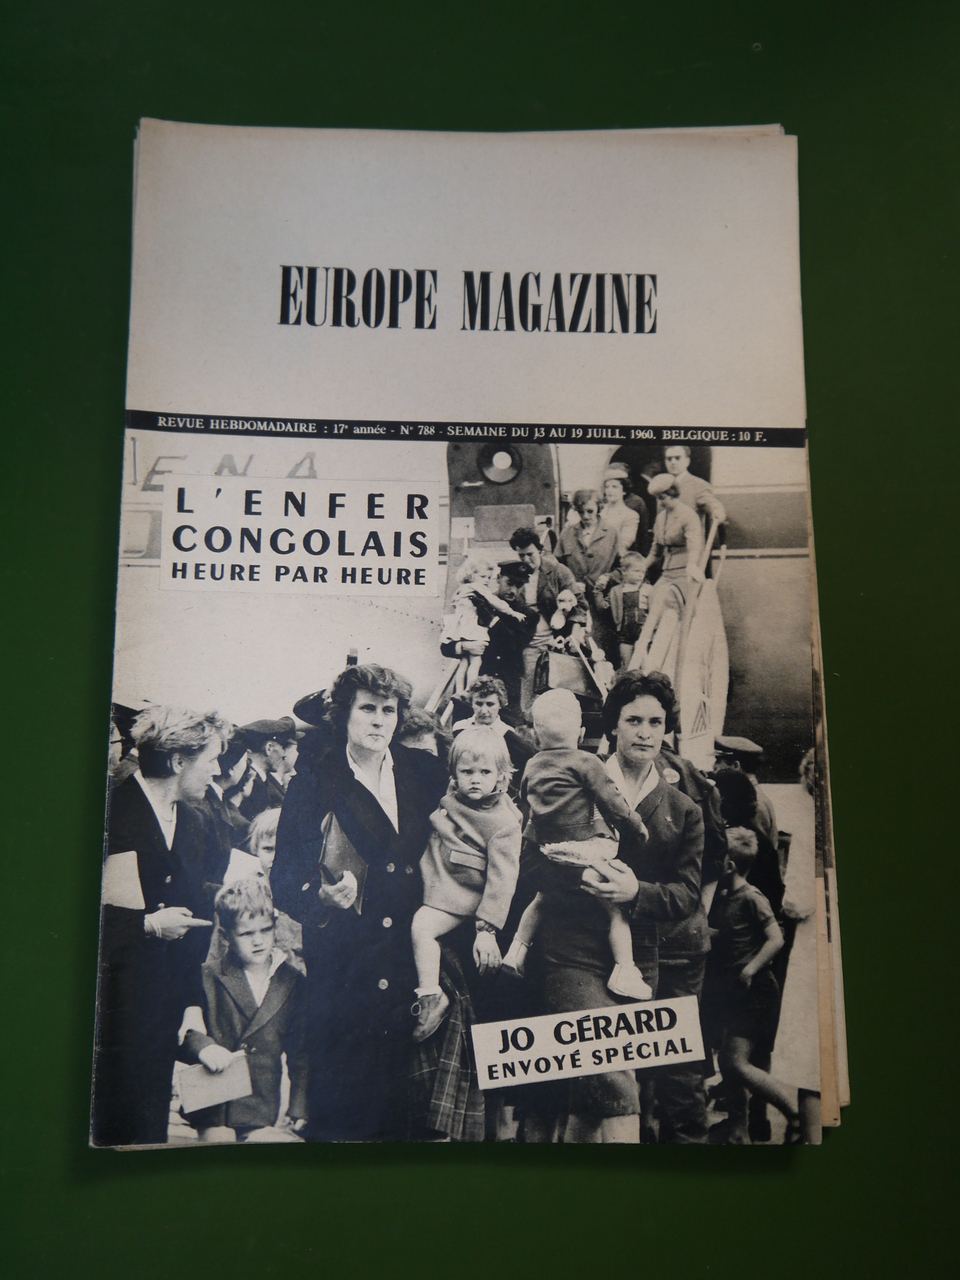 EUROPE MAGAZINE
REVUE HEBDOMADAIRE : 17e année - N° 788 - SEMAINE DU 13 AU 19 JUILL. 1960. BELGIQUE : 10 F.
ENA
L'ENFER
CONGOLAIS
HEURE PAR HEURE
JO GÉRARD
ENVOYÉ SPÉCIAL